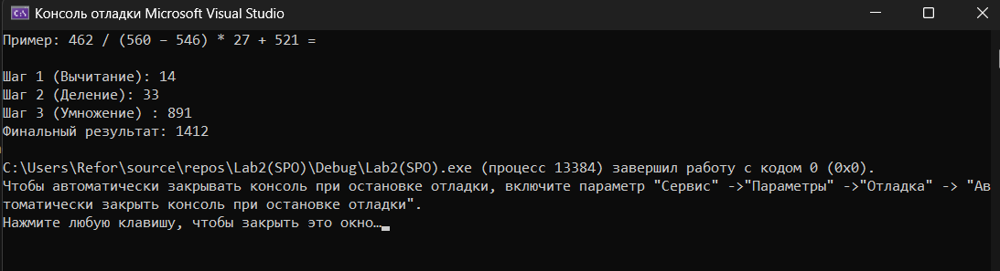 Консоль отладки Microsoft Visual Studio
Пример: 462 / (560 – 546) * 27 + 521 =
Шаг 1 (Вычитание): 14
Шаг 2 (Деление): 33
Шаг 3 (Умножение) : 891
Финальный результат: 1412
C:\Users\Refor\source\repos\Lab2(SPO)\Debug\Lab2(SPO).exe (процесс 13384) завершил работу с кодом 0 (0x0).
Чтобы автоматически закрывать консоль при остановке отладки, включите параметр "Сервис" ->"Параметры" ->"Отладка" -> "Ав
томатически закрыть консоль при остановке отладки".
Нажмите любую клавишу, чтобы закрыть это окно…